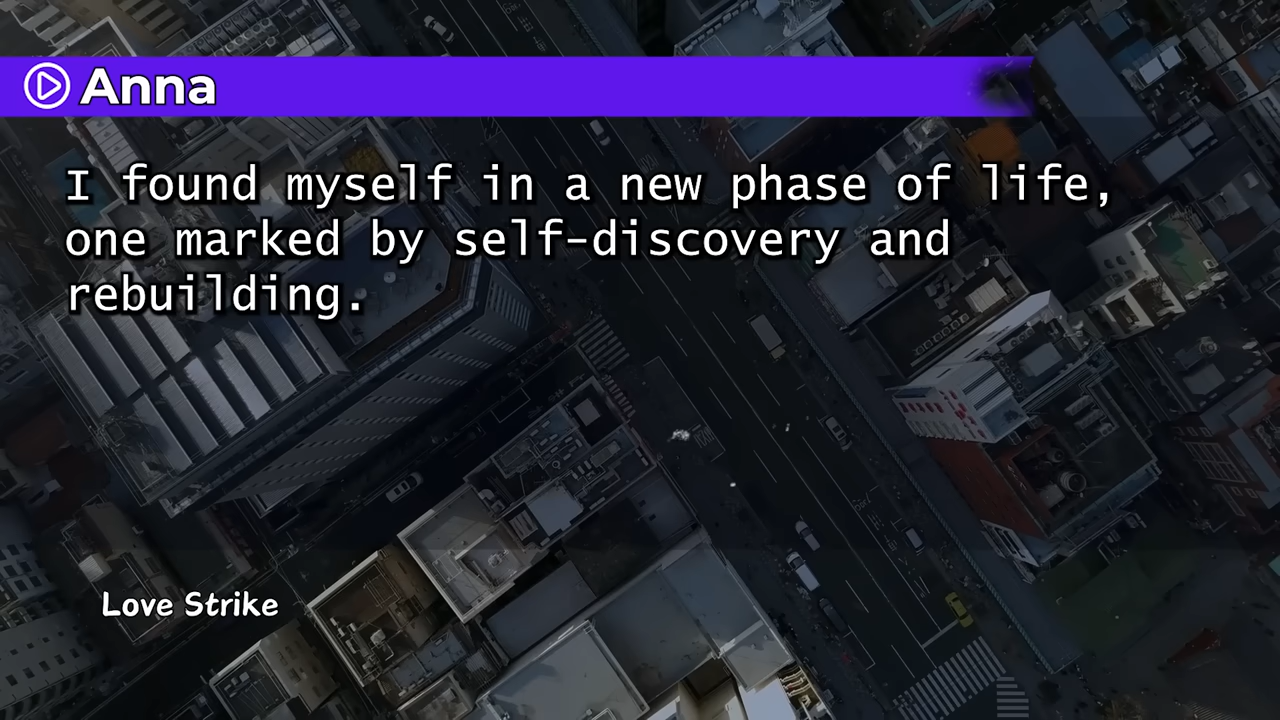 Anna
I found myself in a new phase of life,
one marked by self-discovery and
rebuilding.
Love Strike